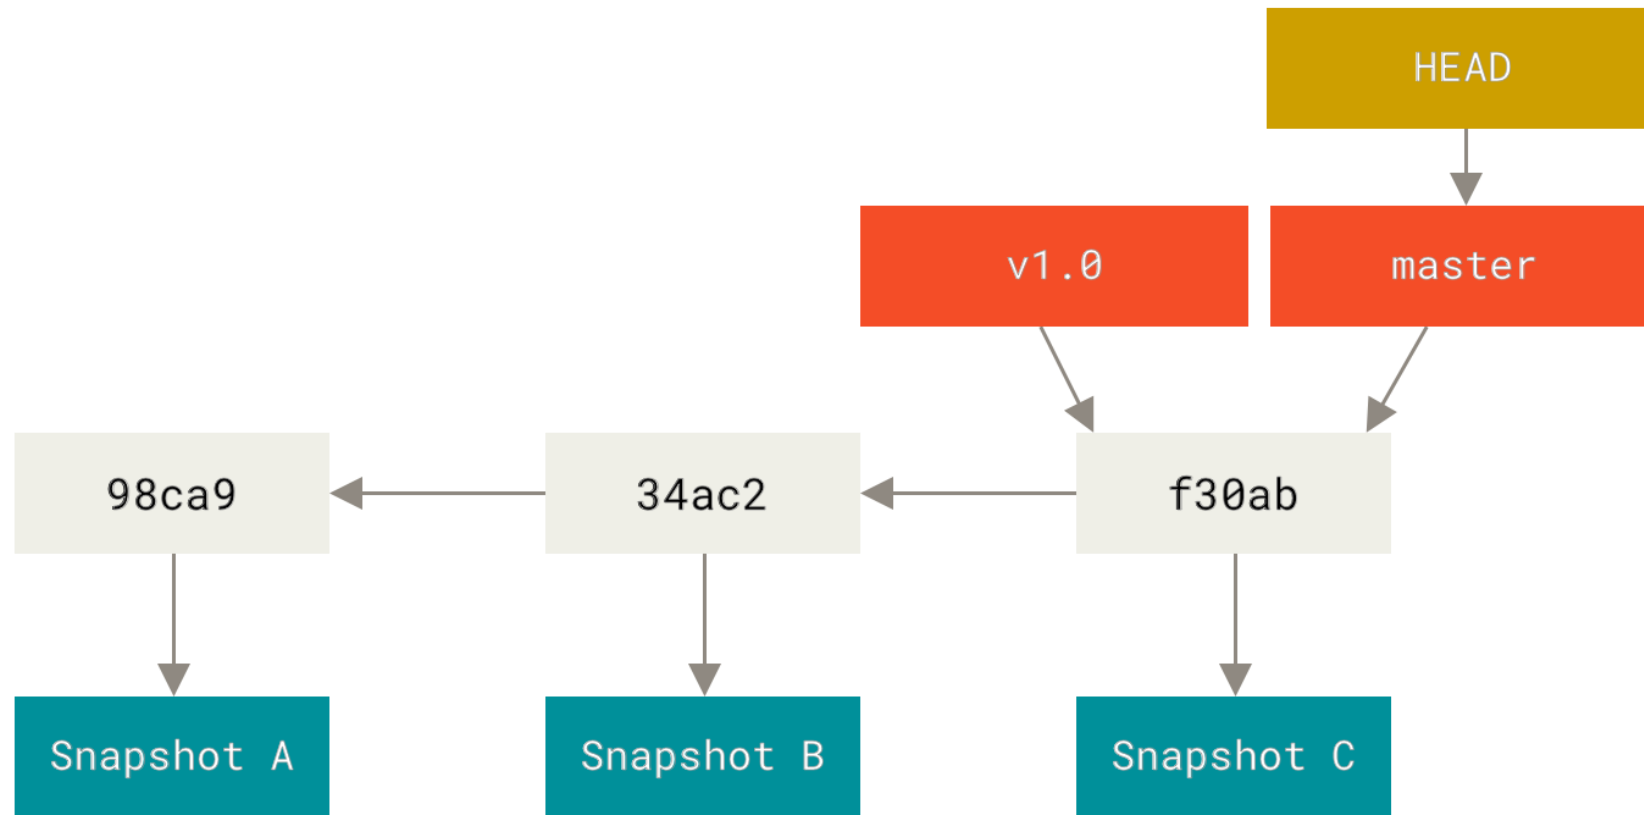 HEAD
v1.0
master
98ca9
34ac2
f30ab
Snapshot A
Snapshot B
Snapshot C